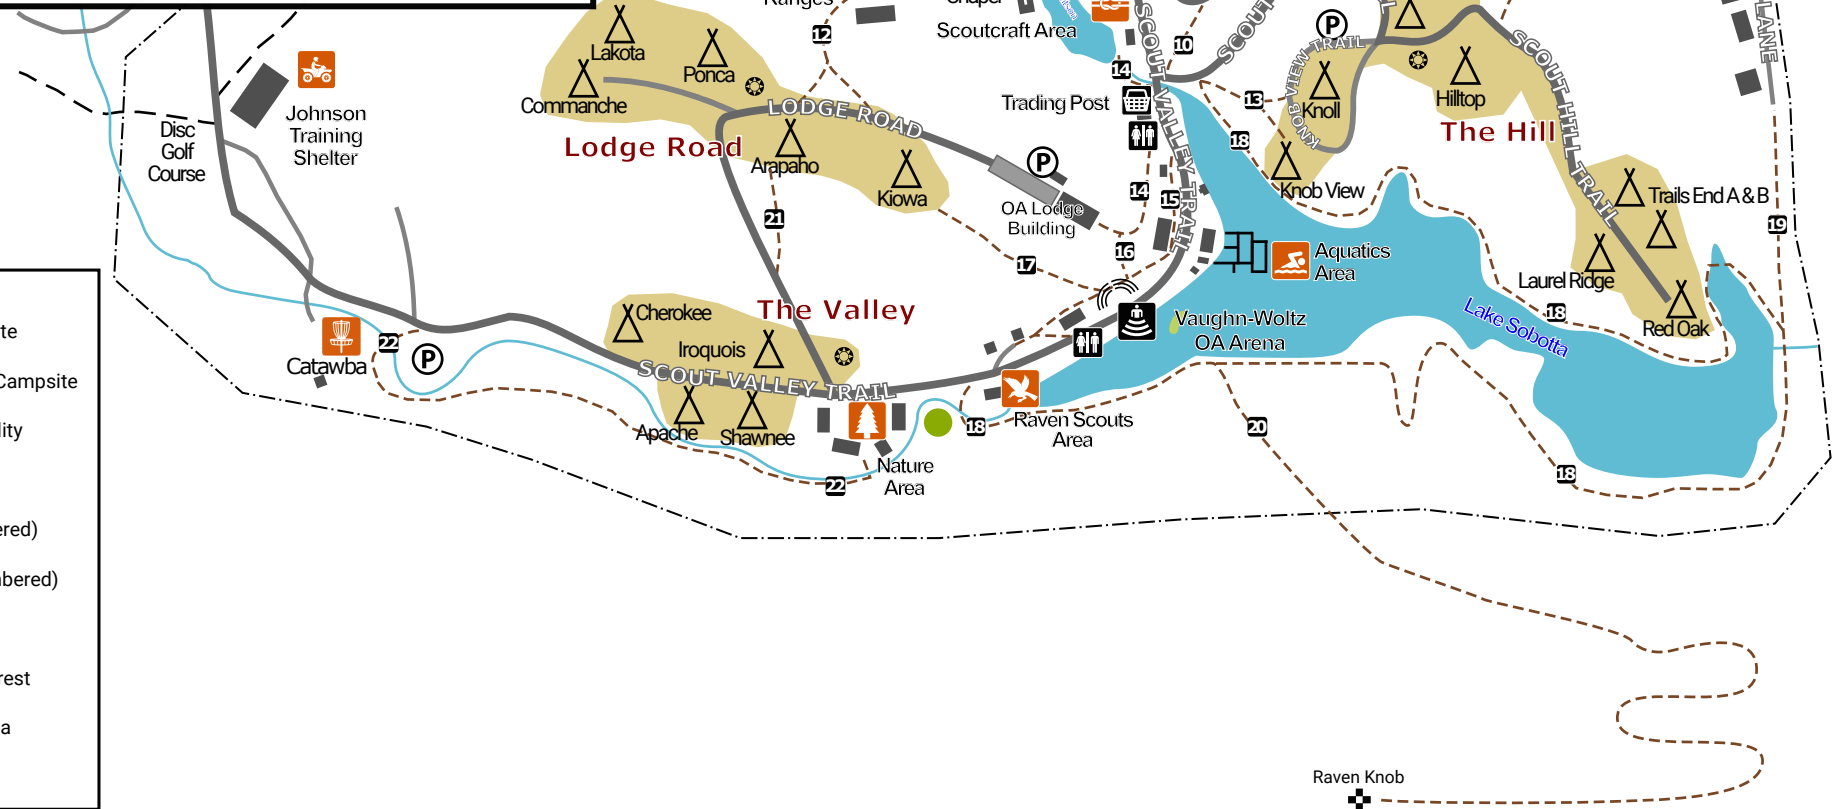 Ranges
Chapel
Scoutcraft Area
12
10
14
13
18
P
SCOUT VALLEY TRAIL
SCOUT
KNOB VIEW TRAIL
SCOUT HILL TRAIL
LANE
Lakota
Ponca
Commanche
LODGE ROAD
Lodge Road
Arapaho
Kiowa
Trading Post
Knoll
Hilltop
The Hill
Knob View
Trails End A & B
Johnson
Training
Shelter
Disc
Golf
Course
P
OA Lodge
Building
14
15
16
17
21
19
Aquatics
Area
Laurel Ridge
Red Oak
18
Lake Sobotta
The Valley
Cherokee
Iroquois
Vaughn-Woltz
OA Arena
Catawba
22
P
SCOUT VALLEY TRAIL
Apache
Shawnee
Nature
Area
22
18
Raven Scouts
Area
20
18
te
Campsite
lity
ered)
bered)
rest
a
Raven Knob